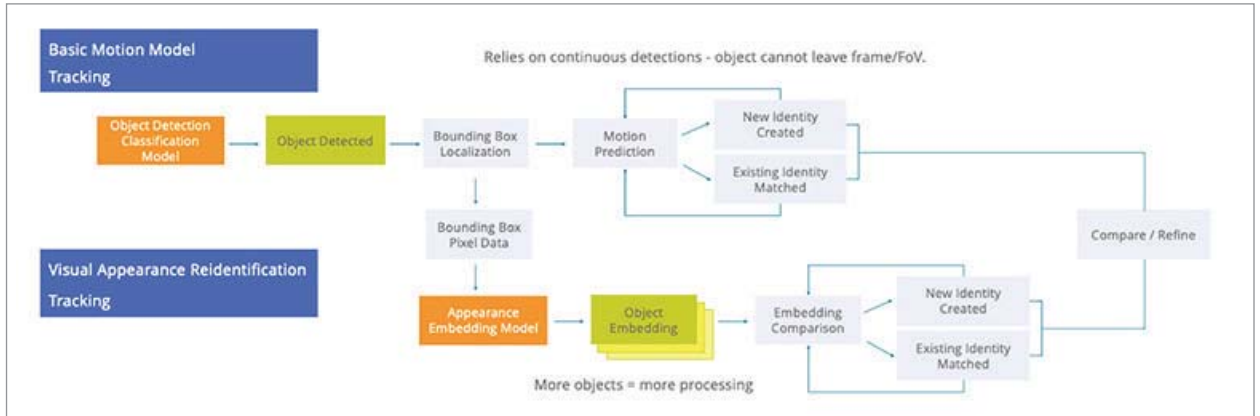 Basic Motion Model
Tracking
Relies on continuous detections - object cannot leave frame/FoV.
Object Detection
Classification
Model
Object Detected
Bounding Box
Localization
Motion
Prediction
New Identity
Created
Existing Identity
Matched
Bounding Box
Pixel Data
Compare / Refine
Visual Appearance Reidentification
Tracking
Appearance
Embedding Model
Object
Embedding
Embedding
Comparison
New Identity
Created
Existing Identity
Matched
More objects = more processing